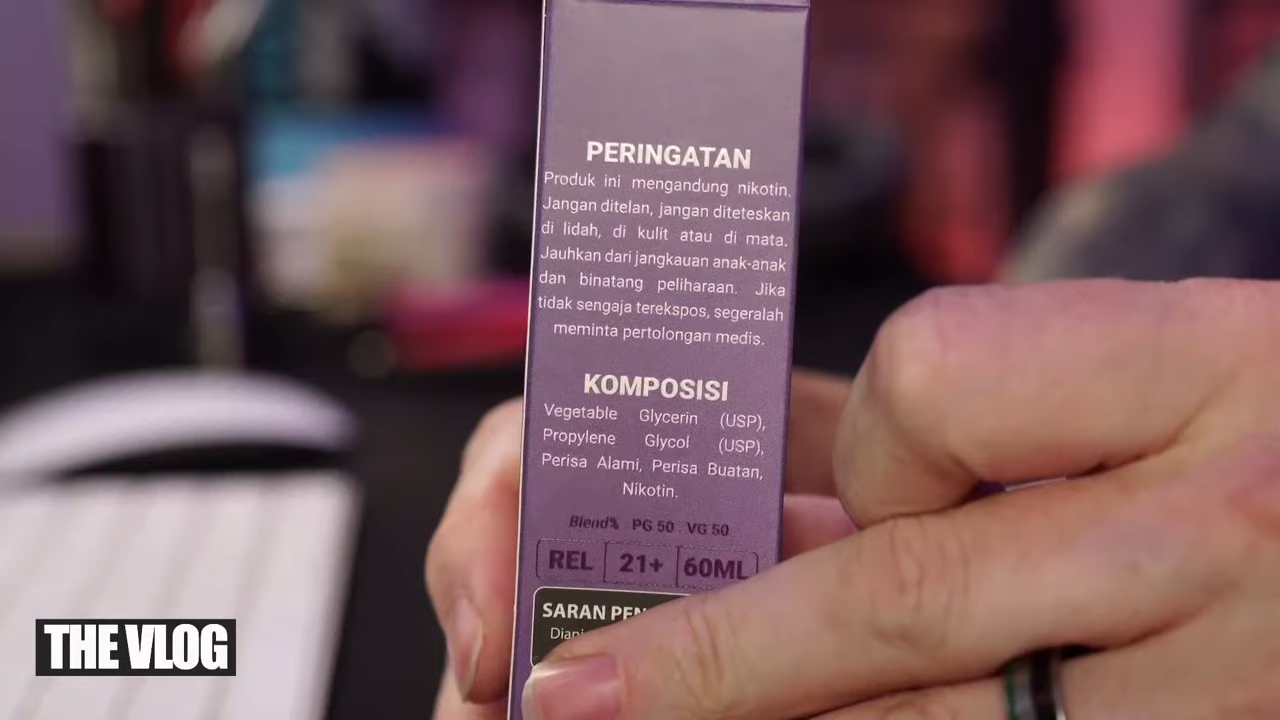 PERINGATAN
Produk ini mengandung nikotin.
Jangan ditelan, jangan diteteskan
di lidah, di kulit atau di mata.
Jauhkan dari jangkauan anak-anak
dan binatang peliharaan. Jika
tidak sengaja terekspos, segeralah
meminta pertolongan medis.
KOMPOSISI
Vegetable Glycerin (USP),
Propylene Glycol (USP),
Perisa Alami, Perisa Buatan,
Nikotin.
Blend% PG 50 . VG 50
REL 21+ 60ML
SARAN
THE VLOG